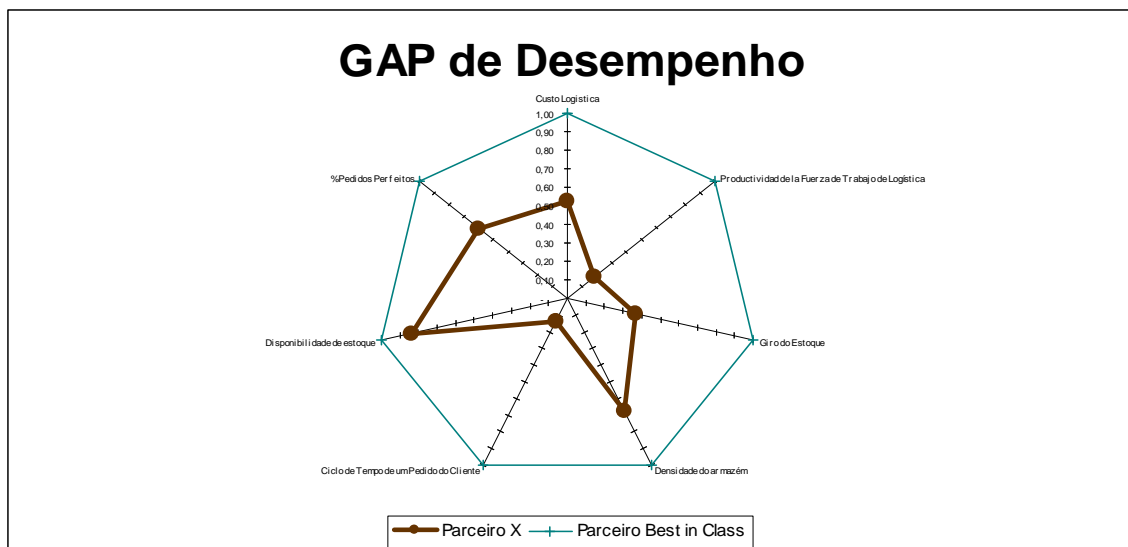 GAP de Desempenho
Custo Logistica
1,00
0,90
%Pedidos Perfeitos
0,80
Productividad de la Fuerza de Trabajo de Logística
0,70
0,60
0,50
0,40
0,30
0,20
0,10
-
Disponibilidade de estoque
Giro do Estoque
Ciclo de Tempo de um Pedido do Cliente
Densidade do armazém
Parceiro X
Parceiro Best in Class